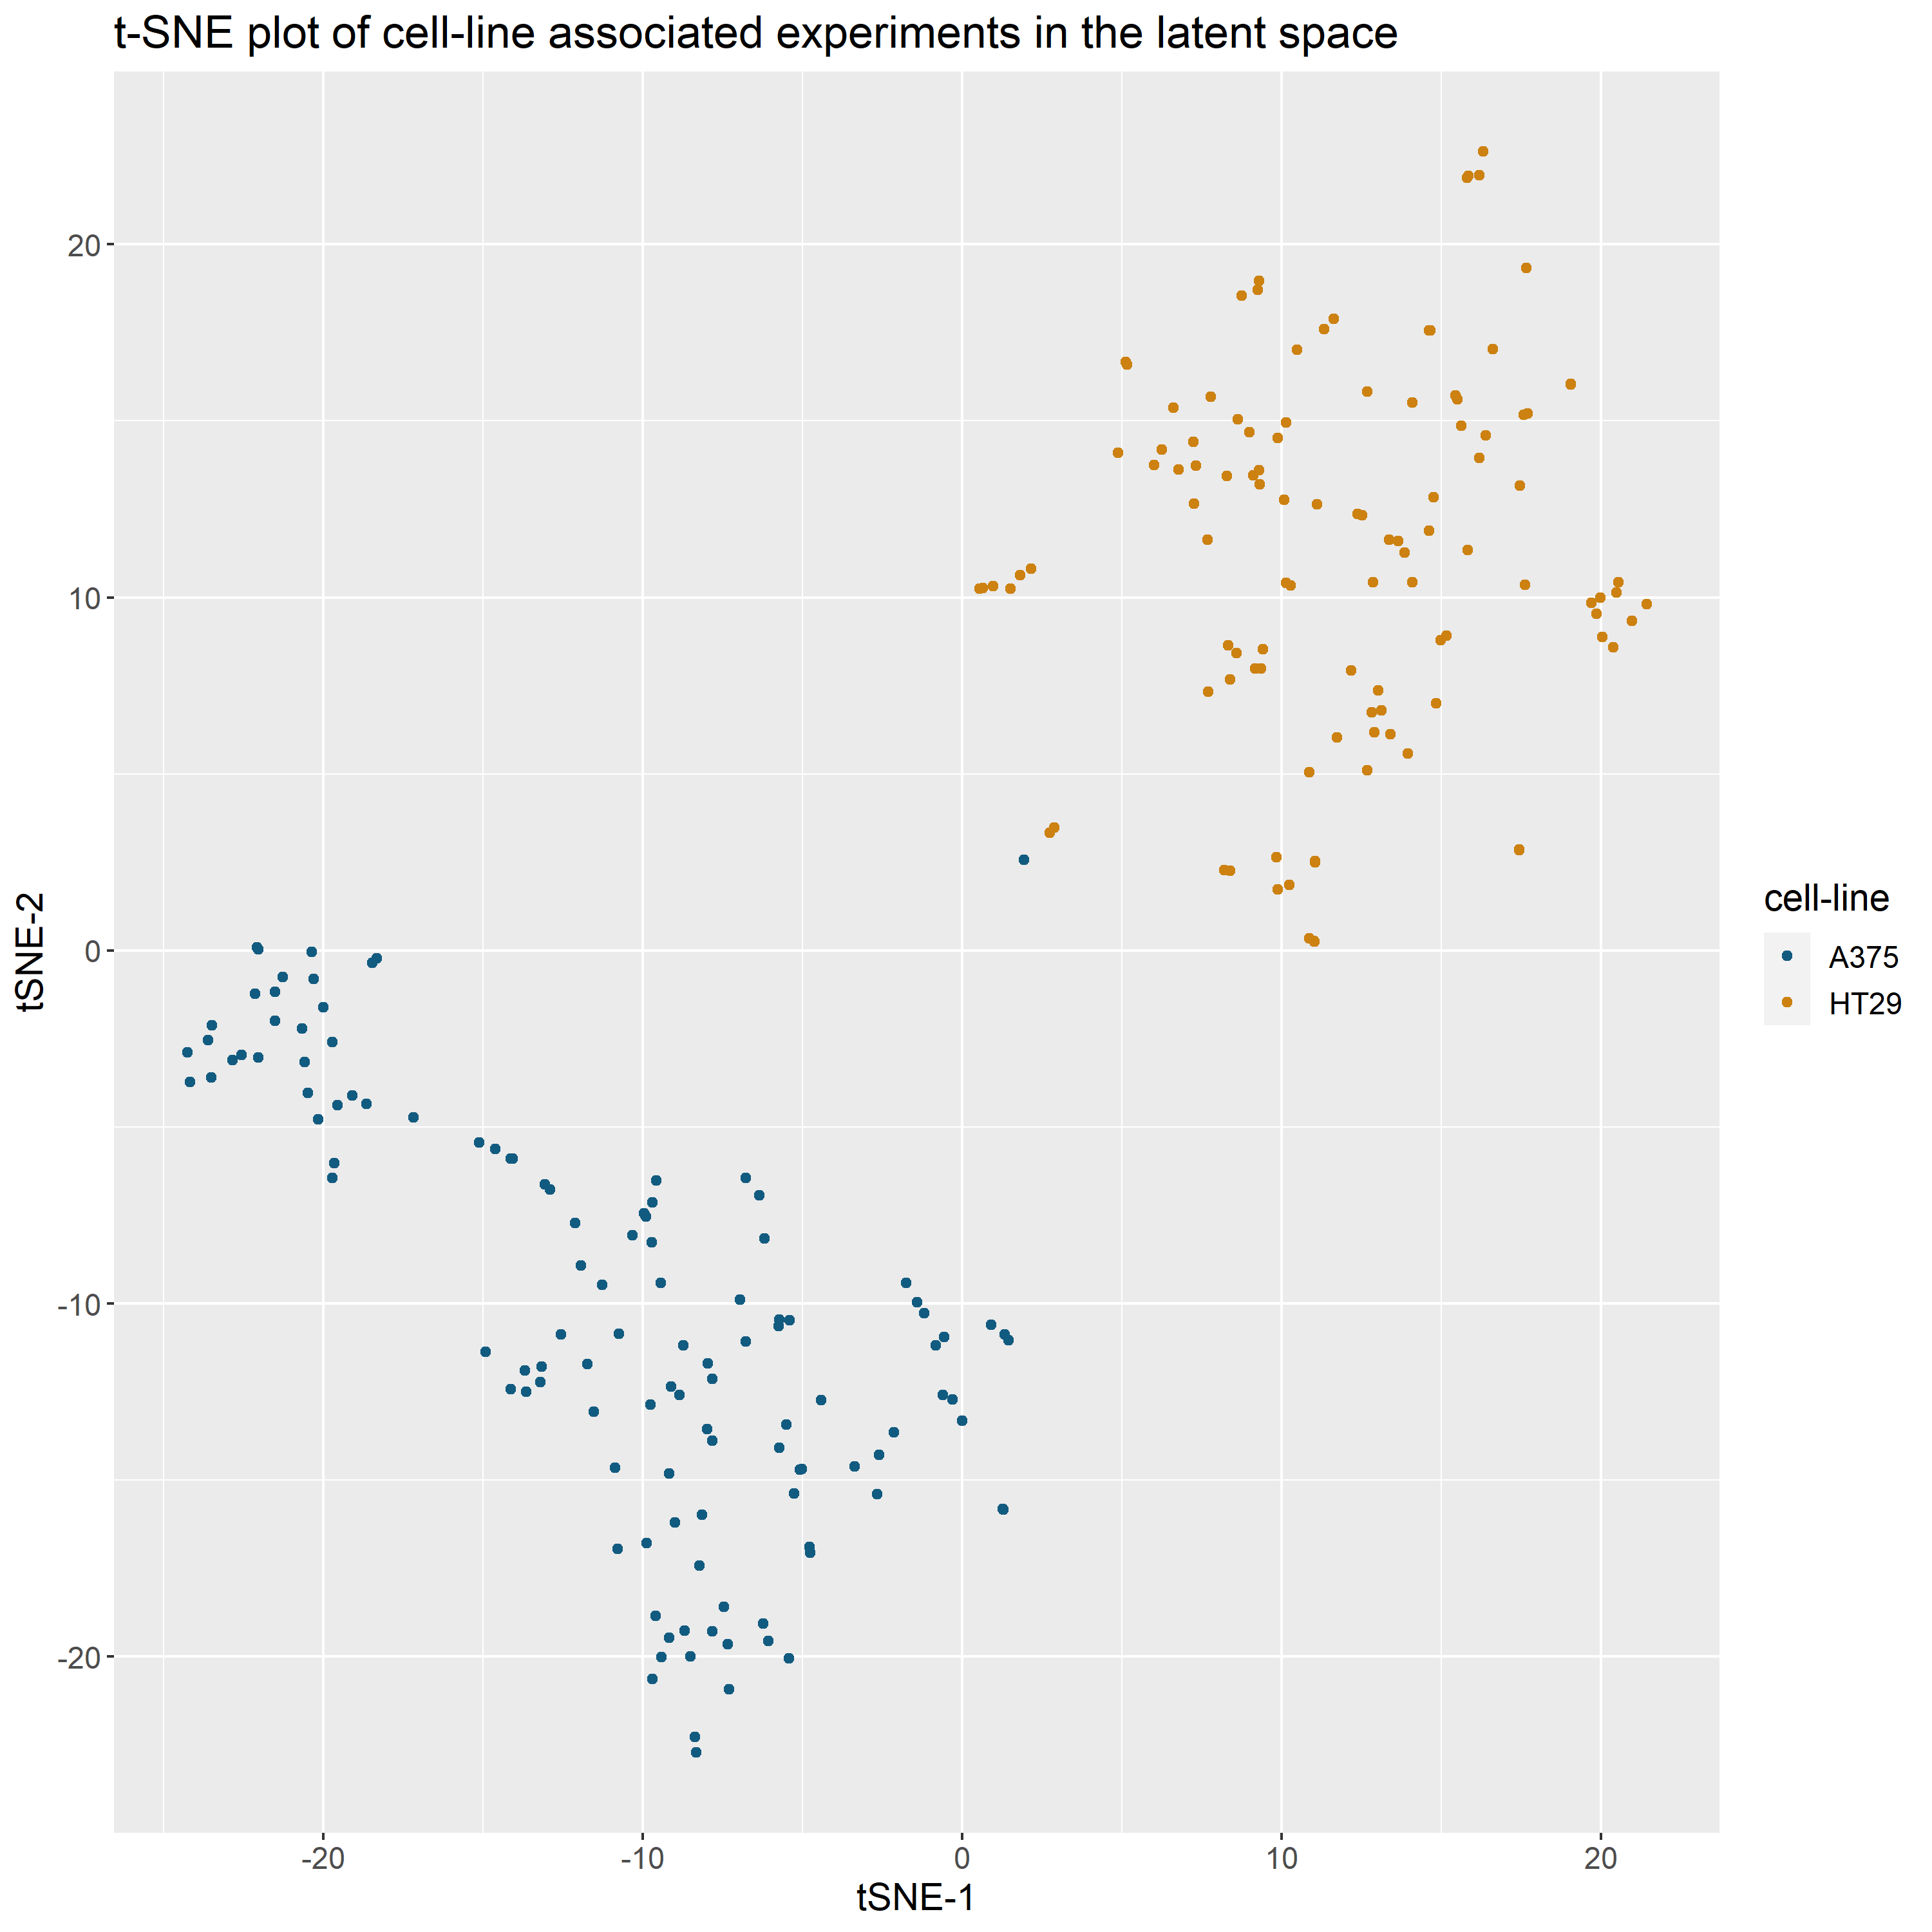 t-SNE plot of cell-line associated experiments in the latent space
tSNE-2
20
10
0
-10
-20
-20
-10
0
10
20
tSNE-1
cell-line
A375
HT29